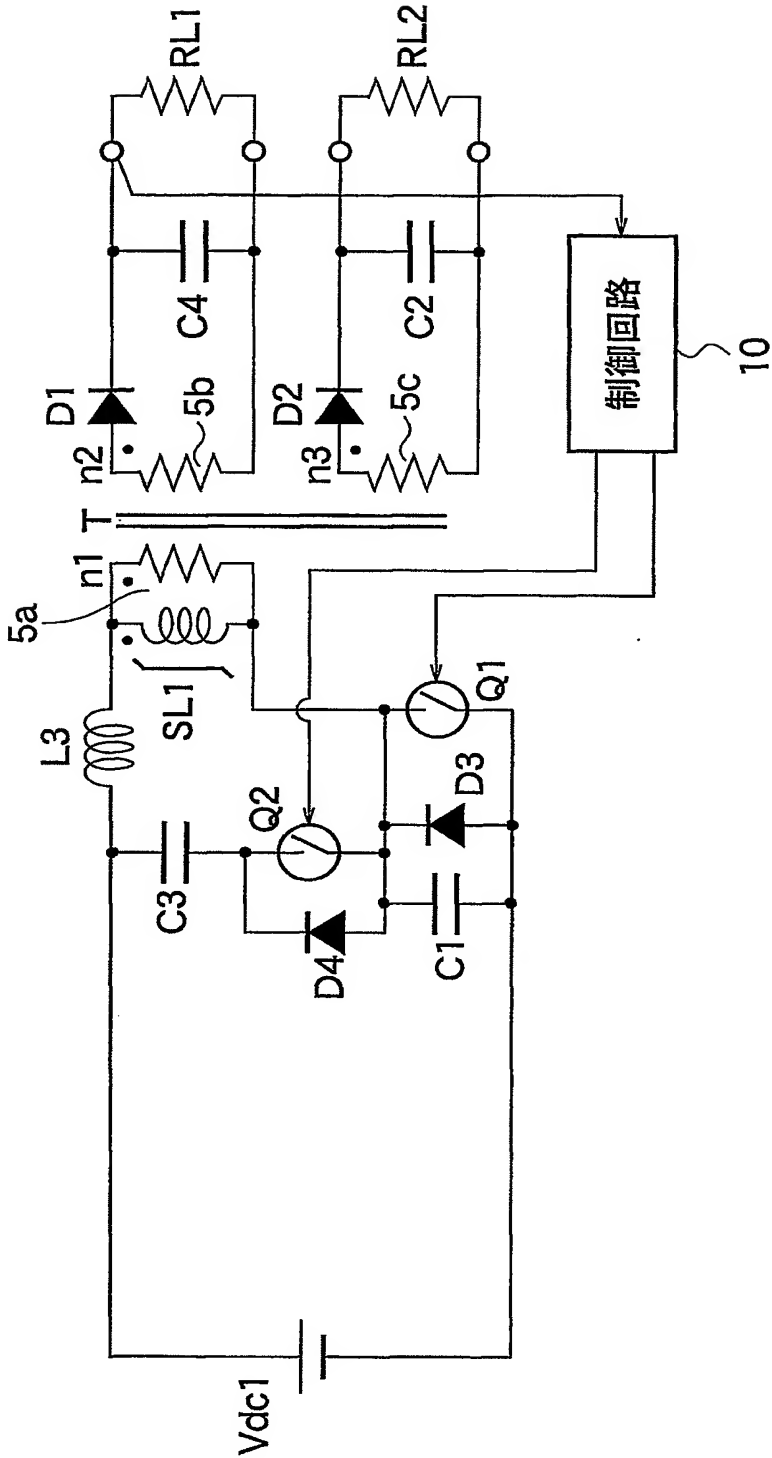 Vdc1
C3
D4
Q2
C1
D3
Q1
L3
SL1
5a
n1
T
n2
D1
5b
C4
RL1
n3
D2
5c
C2
RL2
制御回路
10